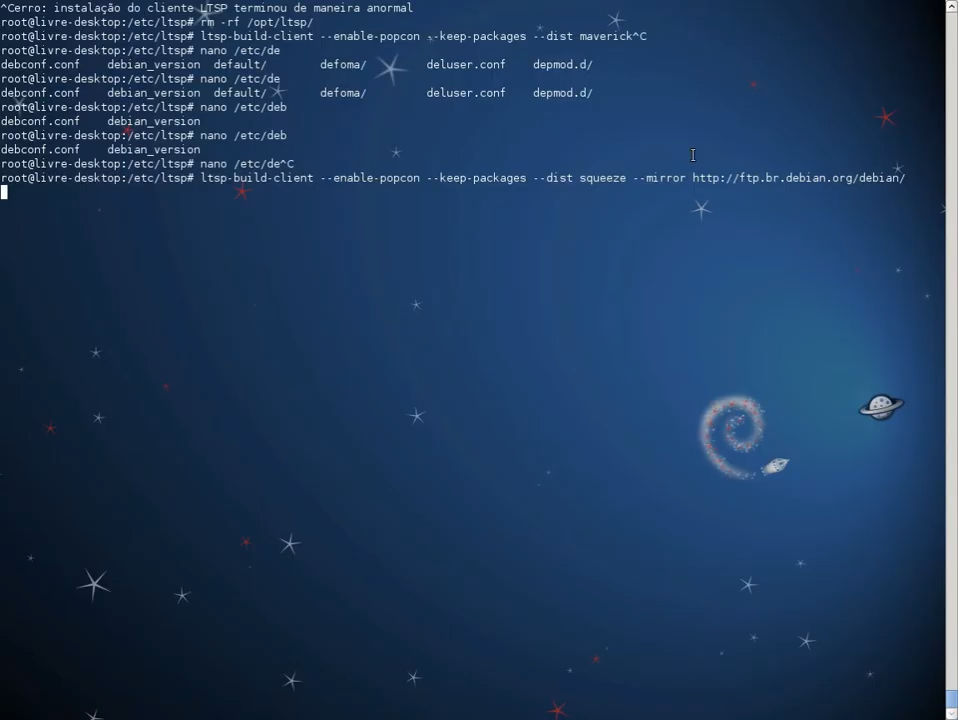 ^Cerro: instalação do cliente LTSP terminou de maneira anormal
root@livre-desktop:/etc/ltsp# rm -rf /opt/ltsp/
root@livre-desktop:/etc/ltsp# ltsp-build-client --enable-popcon --keep-packages --dist maverick^C
root@livre-desktop:/etc/ltsp# nano /etc/de
debconf.conf    debian_version  default/        defoma/         deluser.conf    depmod.d/
root@livre-desktop:/etc/ltsp# nano /etc/de
debconf.conf    debian_version  default/        defoma/         deluser.conf    depmod.d/
root@livre-desktop:/etc/ltsp# nano /etc/deb
debconf.conf    debian_version
root@livre-desktop:/etc/ltsp# nano /etc/deb
debconf.conf    debian_version
root@livre-desktop:/etc/ltsp# nano /etc/de^C
root@livre-desktop:/etc/ltsp# ltsp-build-client --enable-popcon --keep-packages --dist squeeze --mirror http://ftp.br.debian.org/debian/